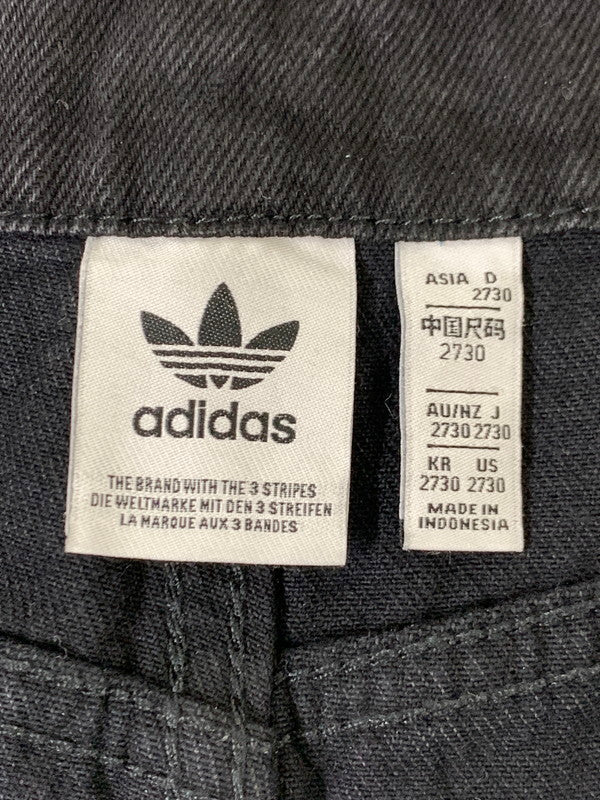 adidas
THE BRAND WITH THE 3 STRIPES
DIE WELTMARKE MIT DEN 3 STREIFEN
LA MARQUE AUX 3 BANDES
ASIA D
2730
中国尺码
2730
AU/NZ J
2730 2730
KR US
2730 2730
MADE IN
INDONESIA